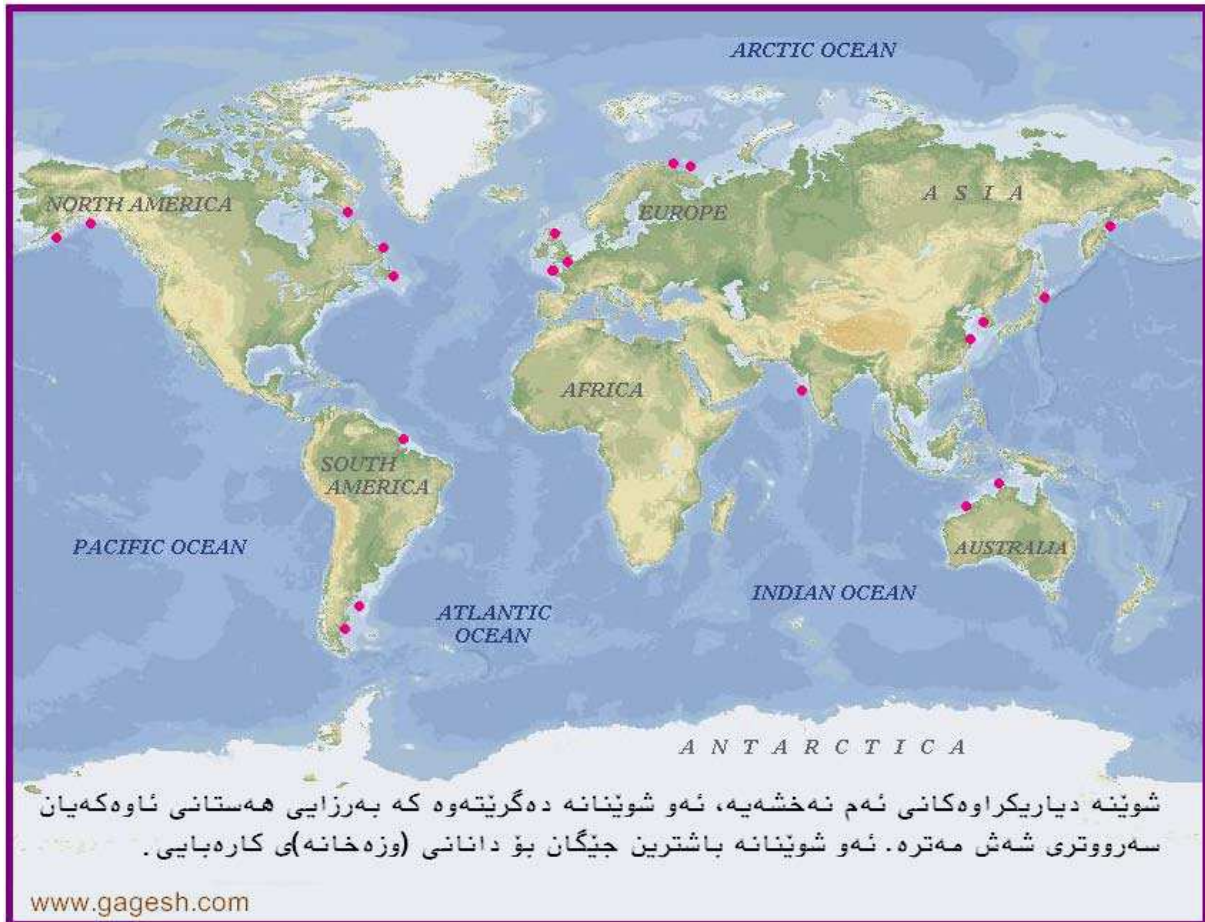 ARCTIC OCEAN
NORTH AMERICA
EUROPE
A S I A
AFRICA
SOUTH
AMERICA
PACIFIC OCEAN
AUSTRALIA
INDIAN OCEAN
ATLANTIC
OCEAN
A N T A R C T I C A
شوێنە دیاریکراوەکانی ئەم نەخشەیە، ئەو شوێنانە دەگرێتەوە کە بەرزایی هەستانی ئاوەکەیان
سەرووتری شەش مەترە. ئەو شوێنانە باشترین جێگان بۆ دانانی (وزەخانە)ی کارەبایی.
www.gagesh.com